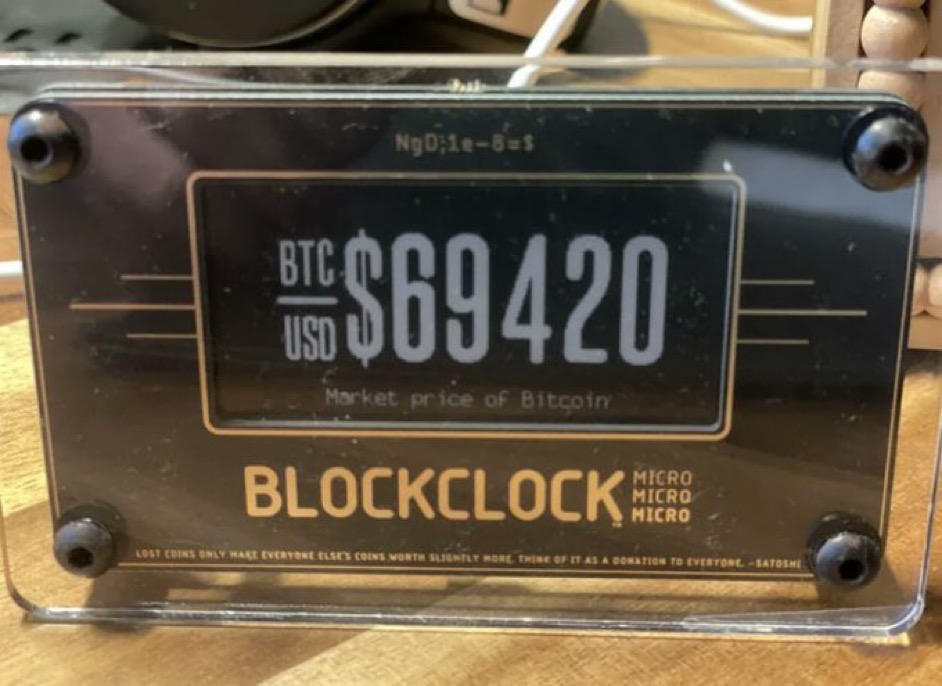 NgD;1e-8=$
BTC
USD
$69420
Market price of Bitcoin
BLOCKCLOCK™
MICRO
MICRO
MICRO
LOST COINS ONLY MAKE EVERYONE ELSE'S COINS WORTH SLIGHTLY MORE. THINK OF IT AS A DONATION TO EVERYONE. -SATOSHI